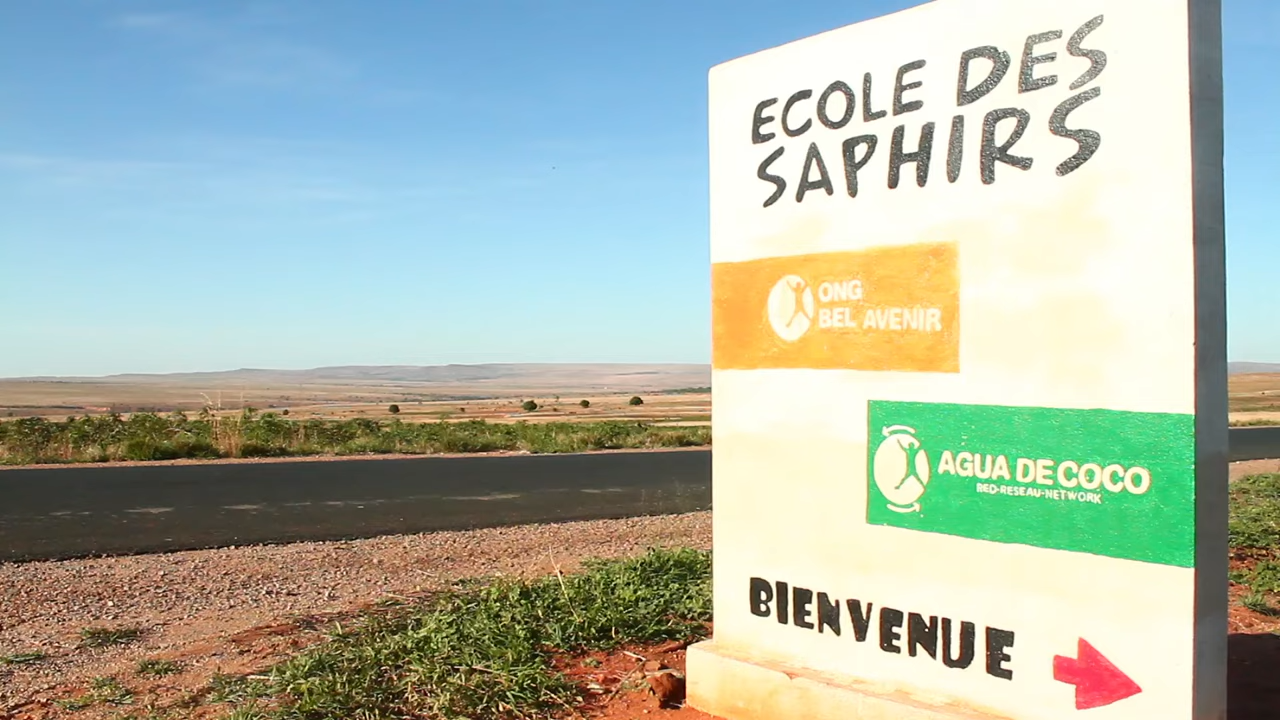 ECOLE DES
SAPHIRS
ONG
BEL AVENIR
AGUA DE COCO
RED-RESEAU-NETWORK
BIENVENUE